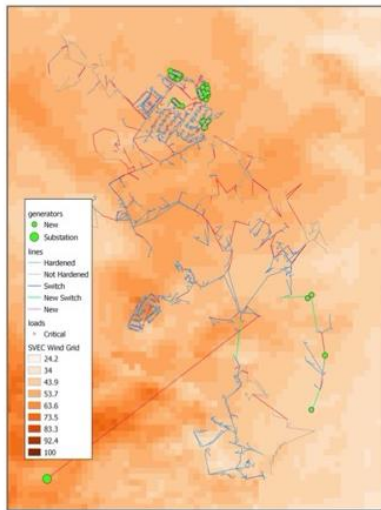 generators
New
Substation
lines
Hardened
Not Hardened
Switch
New Switch
New
loads
Critical
SVEC Wind Grid
24.2
34
43.9
53.7
63.6
73.5
83.3
92.4
100